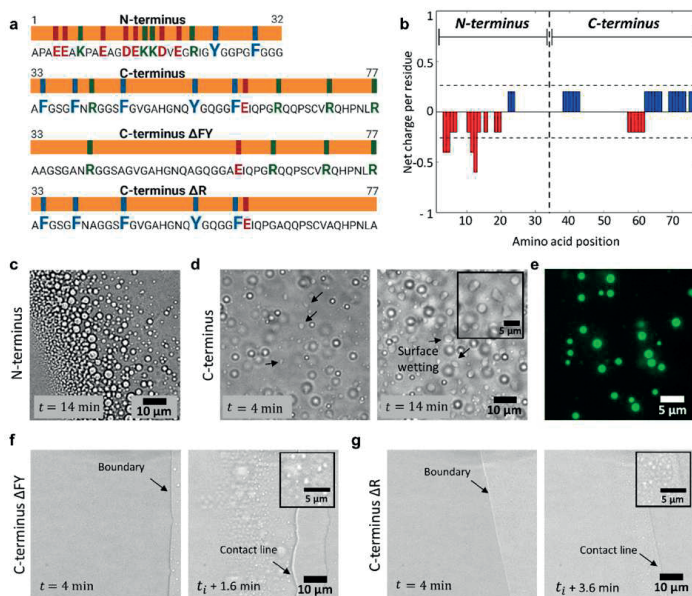 a
N-terminus
1 32
APAEEAKPAEAGDEKKDVEGRIGYGGPGFGGG
C-terminus
33 77
AFGSGFNRGGSFGVGAHGNQYGQGGFEIQPGRQQPSCVRQHPNLR
C-terminus ΔFY
33 77
AAGSGANRGGSAGVGAHGNQAGQGGAEIQPGRQQPSCVRQHPNLR
C-terminus ΔR
33 77
AFGSGFNAGGSFGVGAHGNQYGQGGFEIQPGAQQPSCVAQHPNLA
b
N-terminus C-terminus
Net charge per residue
1
0.5
0
-0.5
-1
10 20 30 40 50 60 70
Amino acid position
c
N-terminus
t = 14 min
10 µm
d
C-terminus
t = 4 min
5 µm
Surface
wetting
t = 14 min
10 µm
e
5 µm
f
C-terminus ΔFY
Boundary
t = 4 min
5 µm
Contact line
tᵢ + 1.6 min
10 µm
g
C-terminus ΔR
Boundary
t = 4 min
5 µm
Contact line
tᵢ + 3.6 min
10 µm